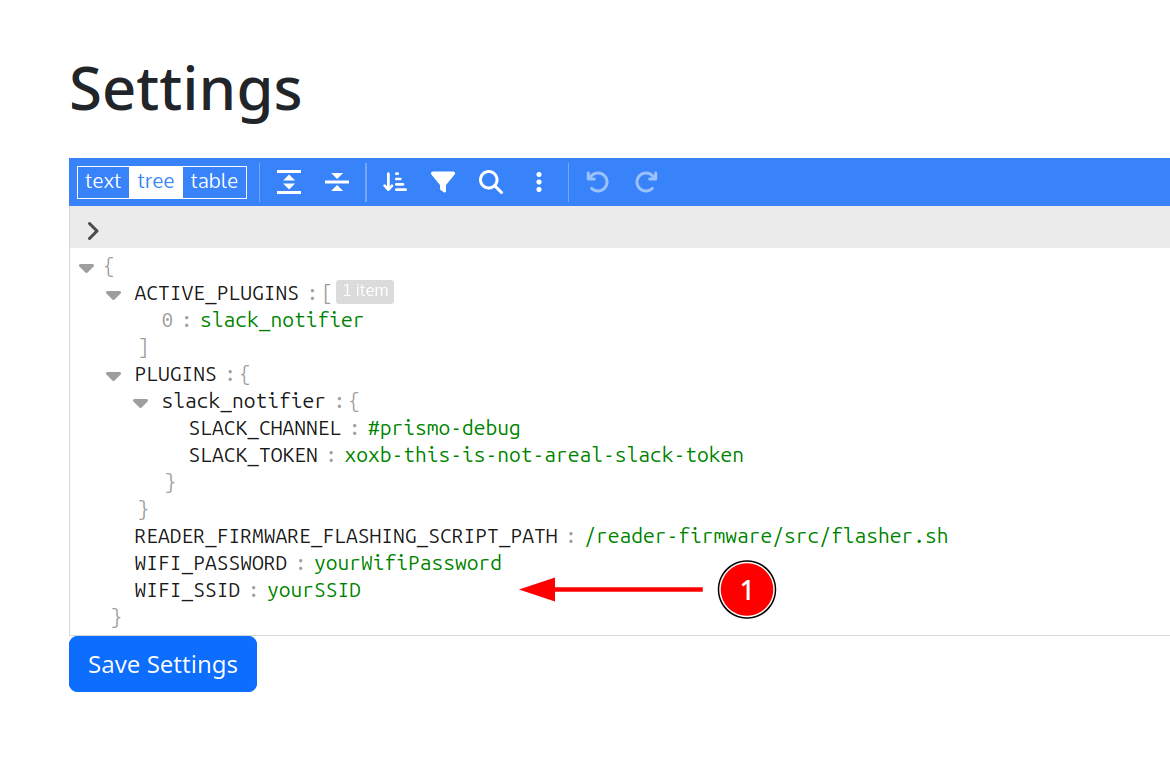 Settings
text tree table
{
ACTIVE_PLUGINS : [ 1 item
0 : slack_notifier
]
PLUGINS : {
slack_notifier : {
SLACK_CHANNEL : #prismo-debug
SLACK_TOKEN : xoxb-this-is-not-areal-slack-token
}
}
READER_FIRMWARE_FLASHING_SCRIPT_PATH : /reader-firmware/src/flasher.sh
WIFI_PASSWORD : yourWifiPassword
WIFI_SSID : yourSSID 1
}
Save Settings